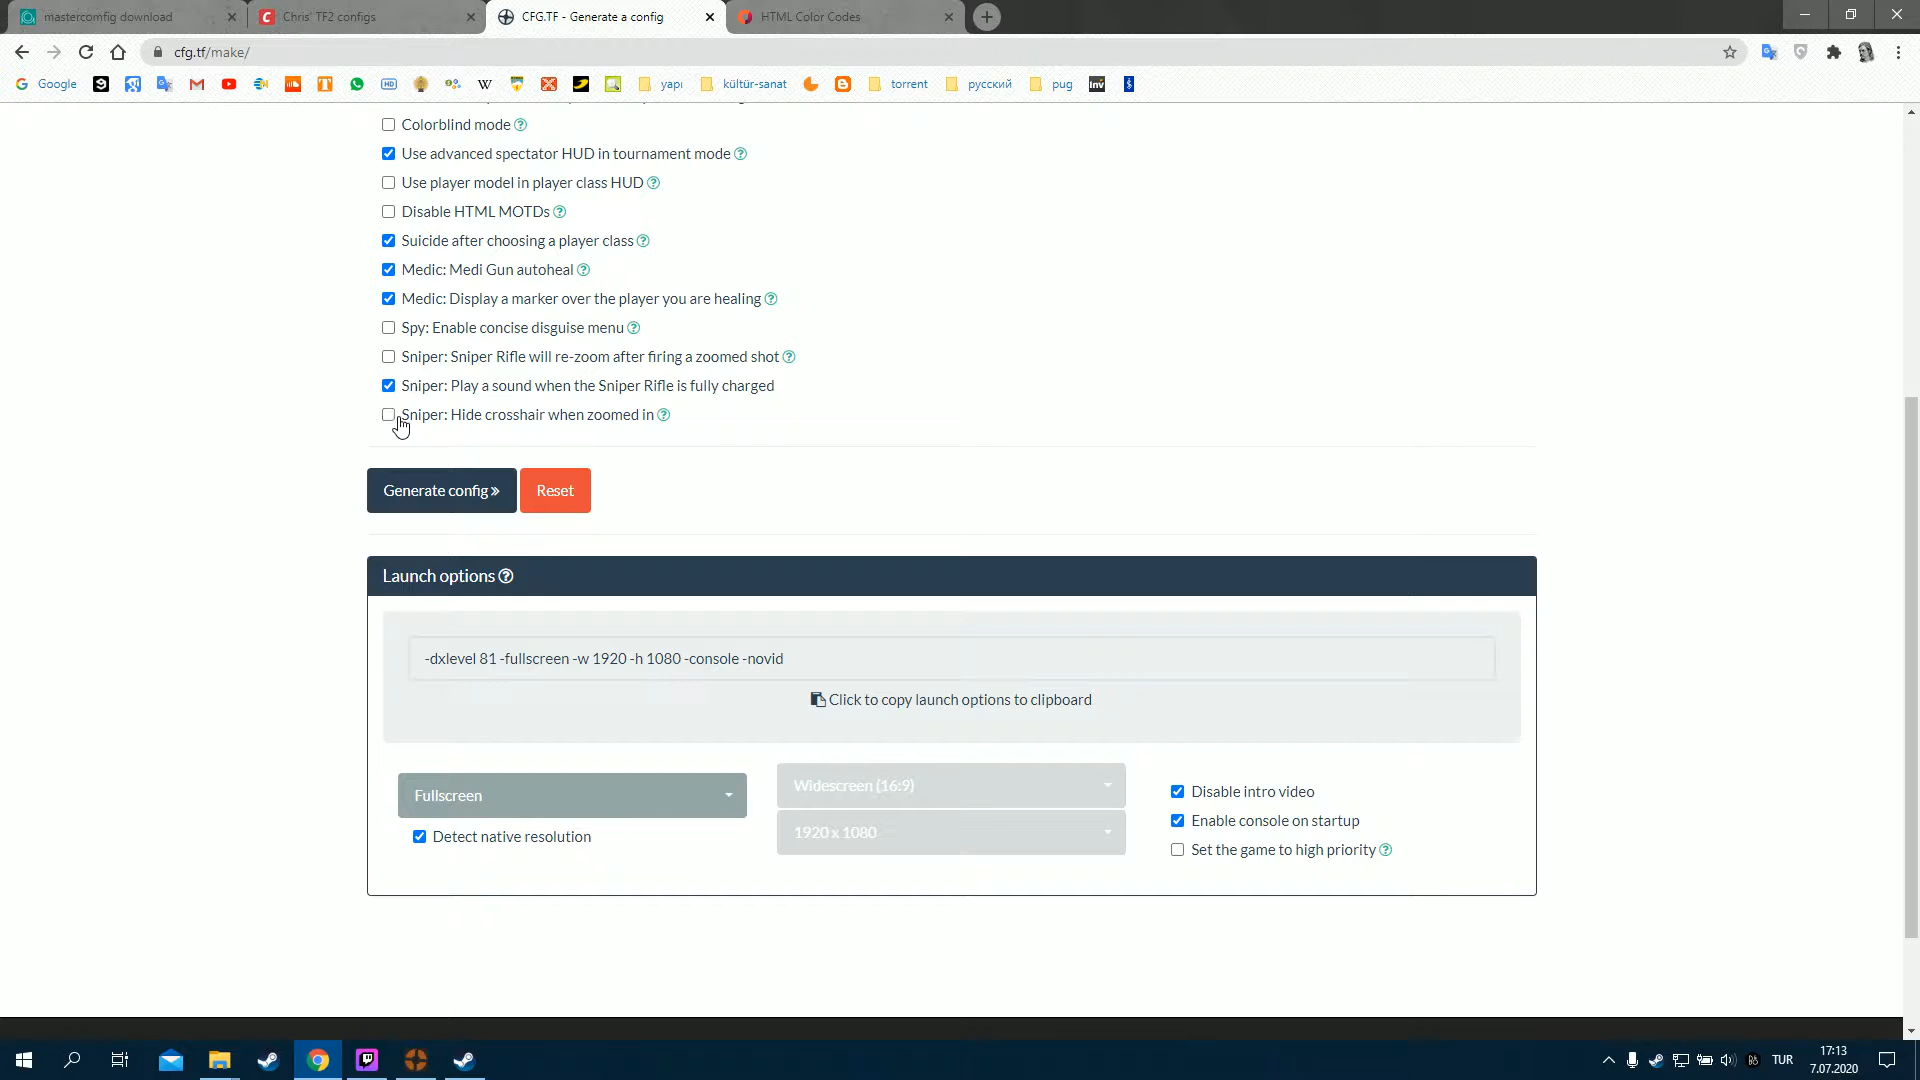 mastercomfig download
Chris' TF2 configs
CFG.TF - Generate a config
HTML Color Codes
cfg.tf/make/
Google
yapı
kültür-sanat
torrent
русский
pug
Colorblind mode
Use advanced spectator HUD in tournament mode
Use player model in player class HUD
Disable HTML MOTDs
Suicide after choosing a player class
Medic: Medi Gun autoheal
Medic: Display a marker over the player you are healing
Spy: Enable concise disguise menu
Sniper: Sniper Rifle will re-zoom after firing a zoomed shot
Sniper: Play a sound when the Sniper Rifle is fully charged
Sniper: Hide crosshair when zoomed in
Generate config »
Reset
Launch options
-dxlevel 81 -fullscreen -w 1920 -h 1080 -console -novid
Click to copy launch options to clipboard
Fullscreen
Detect native resolution
Widescreen (16:9)
1920 x 1080
Disable intro video
Enable console on startup
Set the game to high priority
TUR
17:13
7.07.2020